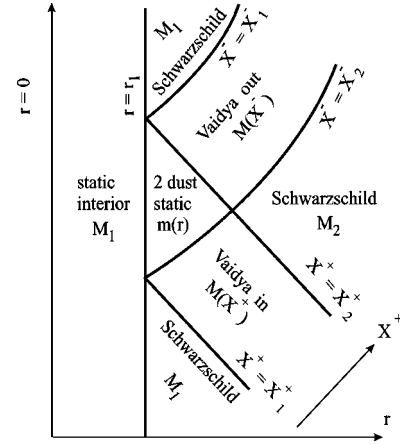 M₁
Schwarzschild
X⁻ = X⁻₁
Vaidya out
M(X⁻)
X⁻ = X⁻₂
r = 0
r = r₁
static
interior
M₁
2 dust
static
m(r)
Schwarzschild
M₂
Vaidya in
M(X⁺)
X⁺ = X⁺₂
Schwarzschild
M₁
X⁺ = X⁺₁
X⁺
r